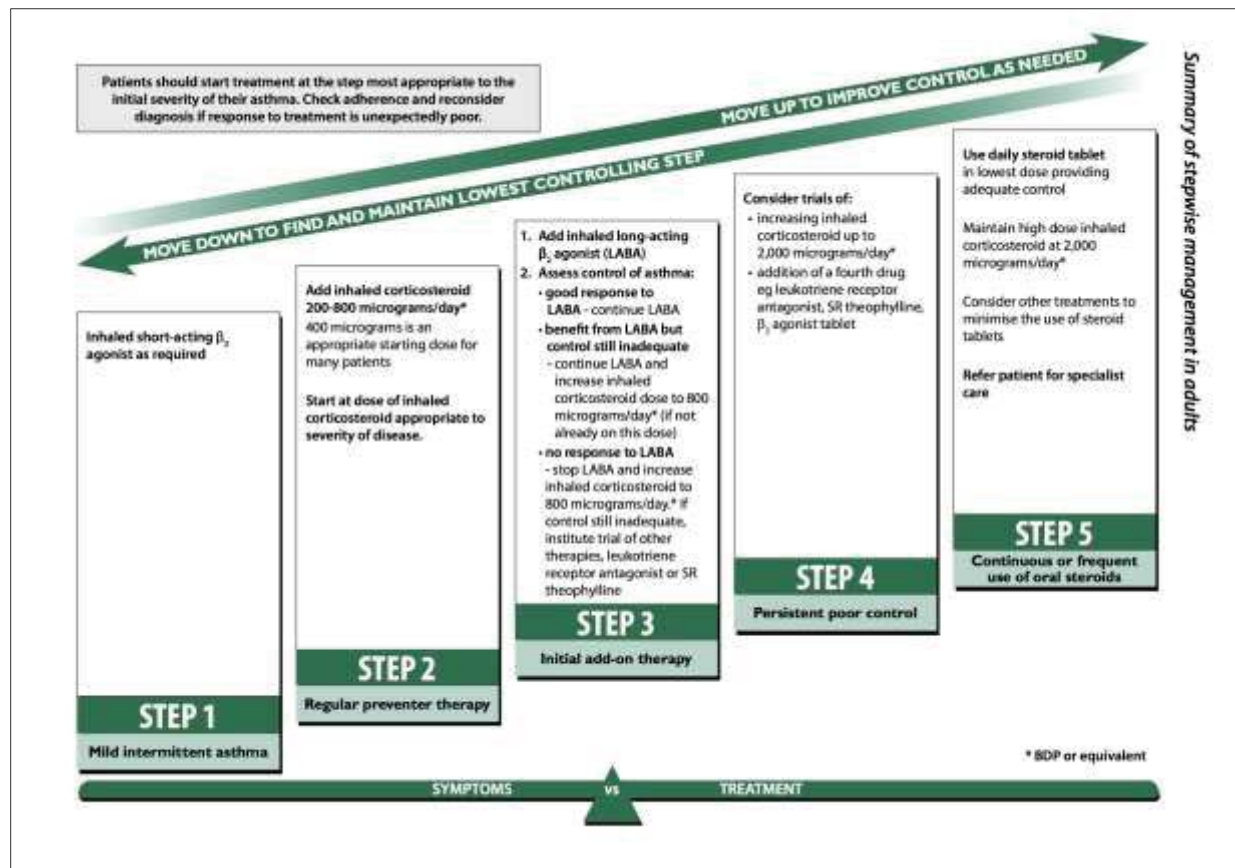 Summary of stepwise management in adults
Patients should start treatment at the step most appropriate to the
initial severity of their asthma. Check adherence and reconsider
diagnosis if response to treatment is unexpectedly poor.
MOVE UP TO IMPROVE CONTROL AS NEEDED
MOVE DOWN TO FIND AND MAINTAIN LOWEST CONTROLLING STEP
Inhaled short-acting β₂
agonist as required
STEP 1
Mild intermittent asthma
Add inhaled corticosteroid
200-800 micrograms/day*
400 micrograms is an
appropriate starting dose for
many patients
Start at dose of inhaled
corticosteroid appropriate to
severity of disease.
STEP 2
Regular preventer therapy
1. Add inhaled long-acting
β₂ agonist (LABA)
2. Assess control of asthma:
• good response to
LABA - continue LABA
• benefit from LABA but
control still inadequate
- continue LABA and
increase inhaled
corticosteroid dose to 800
micrograms/day* (if not
already on this dose)
• no response to LABA
- stop LABA and increase
inhaled corticosteroid to
800 micrograms/day.* If
control still inadequate,
institute trial of other
therapies, leukotriene
receptor antagonist or SR
theophylline
STEP 3
Initial add-on therapy
Consider trials of:
• increasing inhaled
corticosteroid up to
2,000 micrograms/day*
• addition of a fourth drug
eg leukotriene receptor
antagonist, SR theophylline,
β₂ agonist tablet
STEP 4
Persistent poor control
Use daily steroid tablet
in lowest dose providing
adequate control
Maintain high dose inhaled
corticosteroid at 2,000
micrograms/day*
Consider other treatments to
minimise the use of steroid
tablets
Refer patient for specialist
care
STEP 5
Continuous or frequent
use of oral steroids
* BDP or equivalent
SYMPTOMS vs TREATMENT